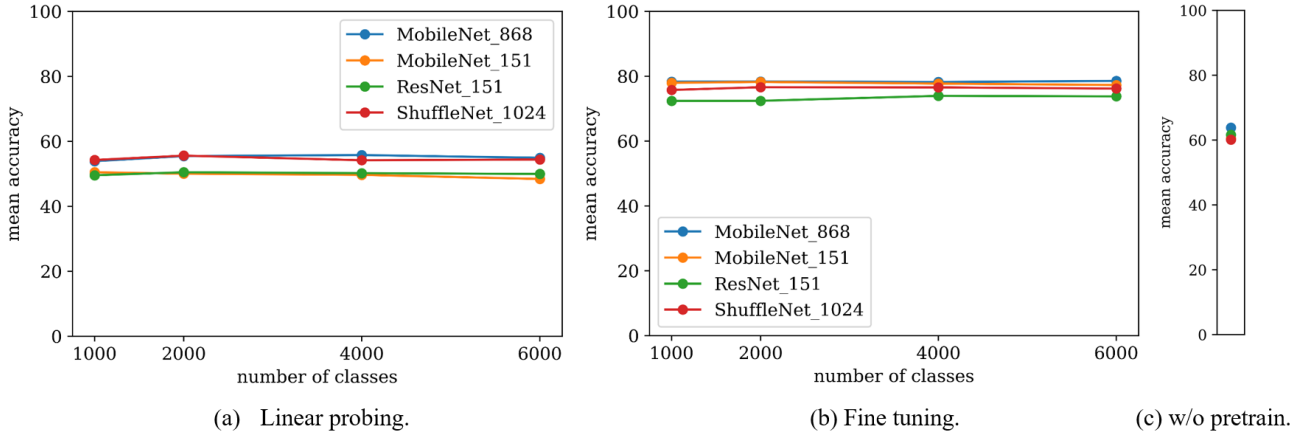 100
80
60
40
20
0
mean accuracy
MobileNet_868
MobileNet_151
ResNet_151
ShuffleNet_1024
1000 2000 4000 6000
number of classes
(a) Linear probing.
100
80
60
40
20
0
mean accuracy
MobileNet_868
MobileNet_151
ResNet_151
ShuffleNet_1024
1000 2000 4000 6000
number of classes
(b) Fine tuning.
100
80
60
40
20
0
mean accuracy
(c) w/o pretrain.